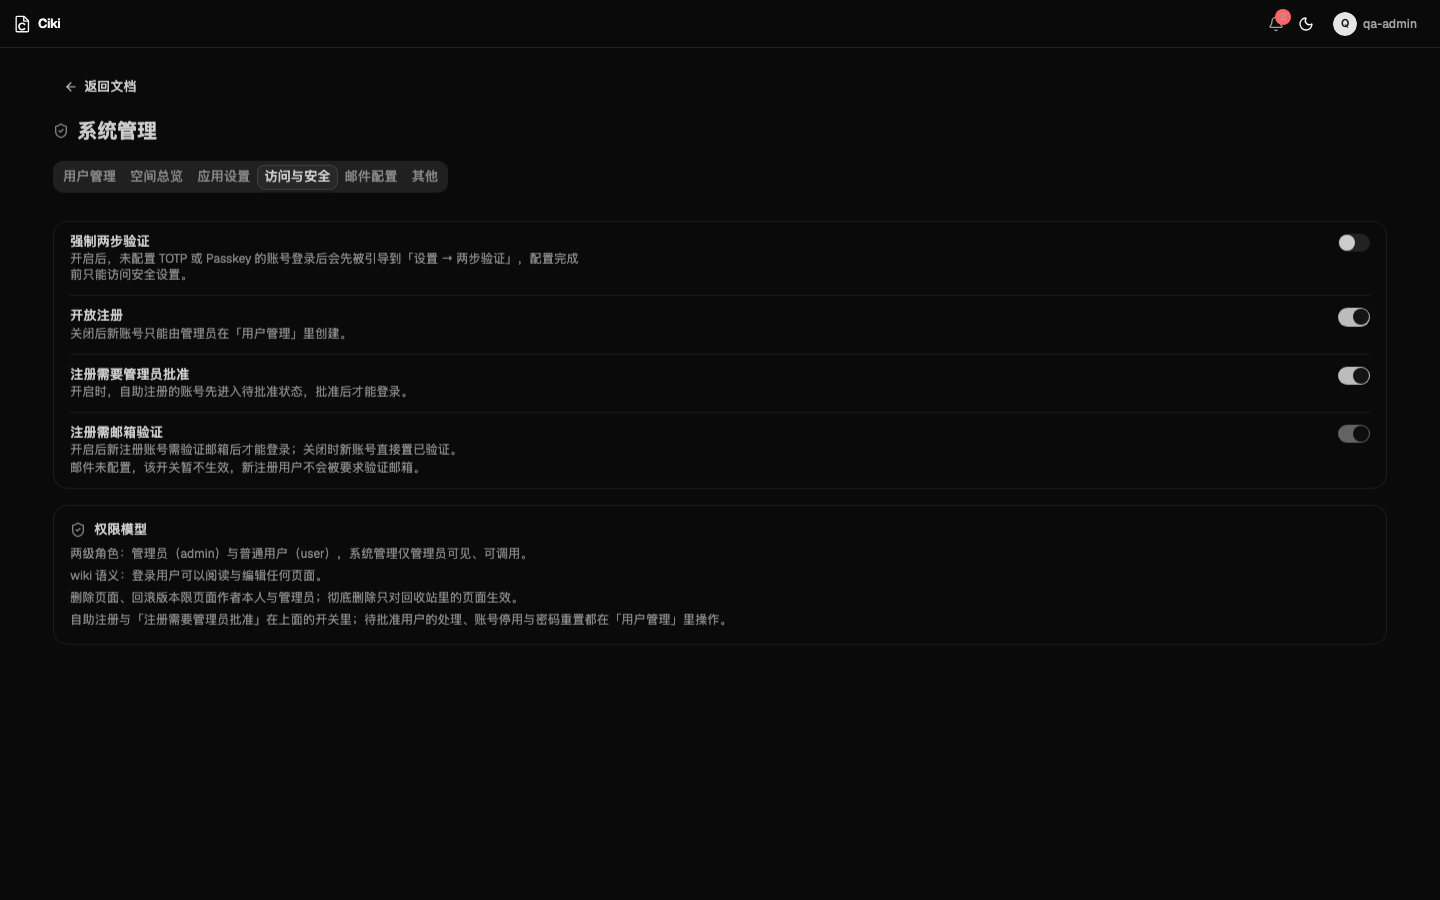 Ciki
qa-admin
Q
返回文档
系统管理
用户管理 空间总览 应用设置 访问与安全 邮件配置 其他
强制两步验证
开启后，未配置 TOTP 或 Passkey 的账号登录后会先被引导到「设置 → 两步验证」，配置完成
前只能访问安全设置。
开放注册
关闭后新账号只能由管理员在「用户管理」里创建。
注册需要管理员批准
开启时，自助注册的账号先进入待批准状态，批准后才能登录。
注册需邮箱验证
开启后新注册账号需验证邮箱后才能登录；关闭时新账号直接置已验证。
邮件未配置，该开关暂不生效，新注册用户不会被要求验证邮箱。
权限模型
两级角色：管理员（admin）与普通用户（user），系统管理仅管理员可见、可调用。
wiki 语义：登录用户可以阅读与编辑任何页面。
删除页面、回滚版本限页面作者本人与管理员；彻底删除只对回收站里的页面生效。
自助注册与「注册需要管理员批准」在上面的开关里；待批准用户的处理、账号停用与密码重置都在「用户管理」里操作。